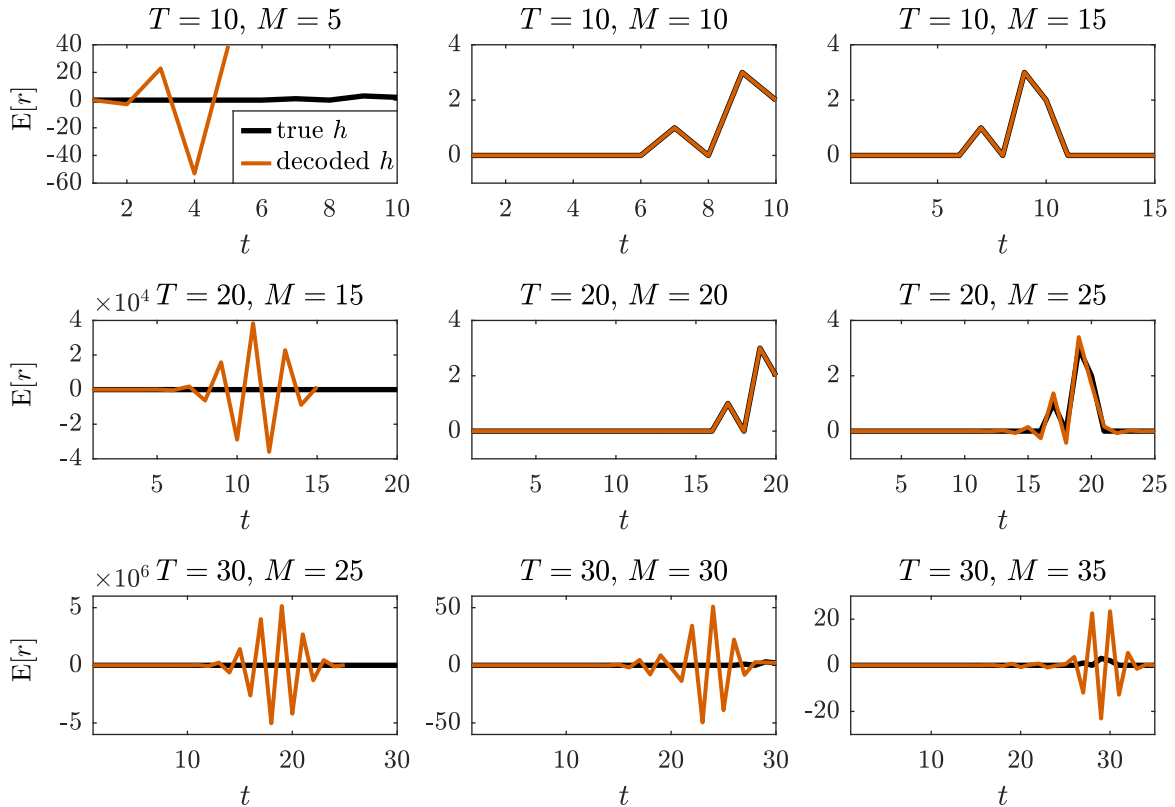 T = 10, M = 5
T = 10, M = 10
T = 10, M = 15
E[r]
40
20
0
-20
-40
-60
2 4 6 8 10
t
true h
decoded h
4
2
0
2 4 6 8 10
t
4
2
0
5 10 15
t
×10⁴ T = 20, M = 15
T = 20, M = 20
T = 20, M = 25
E[r]
4
2
0
-2
-4
5 10 15 20
t
4
2
0
5 10 15 20
t
4
2
0
5 10 15 20 25
t
×10⁶ T = 30, M = 25
T = 30, M = 30
T = 30, M = 35
E[r]
5
0
-5
10 20 30
t
50
0
-50
10 20 30
t
20
0
-20
10 20 30
t